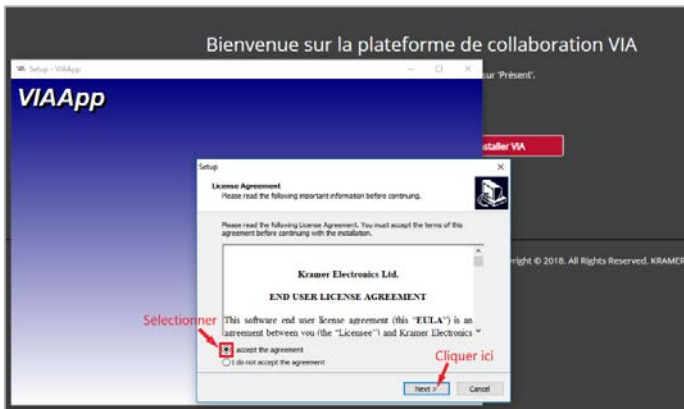 Bienvenue sur la plateforme de collaboration VIA
Setup - VIAApp
sur 'Présent'.
VIAApp
staller VIA
Setup
License Agreement
Please read the following important information before continuing.
Please read the following License Agreement. You must accept the terms of this
agreement before continuing with the installation.
right © 2018. All Rights Reserved. KRAMER
Kramer Electronics Ltd.
END USER LICENSE AGREEMENT
Sélectionner
This software end user license agreement (this "EULA") is an
agreement between you (the "Licensee") and Kramer Electronics
I accept the agreement
Cliquer ici
I do not accept the agreement
Next >
Cancel